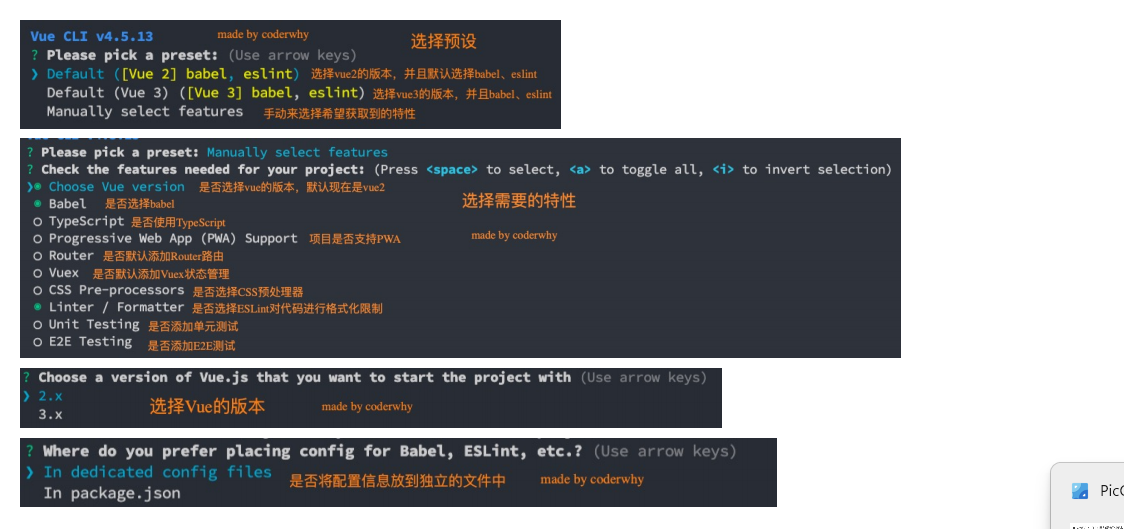 Vue CLI v4.5.13 made by coderwhy
? Please pick a preset: (Use arrow keys) 选择预设
❯ Default ([Vue 2] babel, eslint) 选择vue2的版本，并且默认选择babel、eslint
Default (Vue 3) ([Vue 3] babel, eslint) 选择vue3的版本，并且babel、eslint
Manually select features 手动来选择希望获取到的特性
? Please pick a preset: Manually select features
? Check the features needed for your project: (Press <space> to select, <a> to toggle all, <i> to invert selection)
❯◉ Choose Vue version 是否选择vue的版本，默认现在是vue2
◉ Babel 是否选择babel 选择需要的特性
○ TypeScript 是否使用TypeScript
○ Progressive Web App (PWA) Support 项目是否支持PWA made by coderwhy
○ Router 是否默认添加Router路由
○ Vuex 是否默认添加Vuex状态管理
○ CSS Pre-processors 是否选择CSS预处理器
◉ Linter / Formatter 是否选择ESLint对代码进行格式化限制
○ Unit Testing 是否添加单元测试
○ E2E Testing 是否添加E2E测试
? Choose a version of Vue.js that you want to start the project with (Use arrow keys)
❯ 2.x
3.x 选择Vue的版本 made by coderwhy
? Where do you prefer placing config for Babel, ESLint, etc.? (Use arrow keys)
❯ In dedicated config files 是否将配置信息放到独立的文件中 made by coderwhy
In package.json